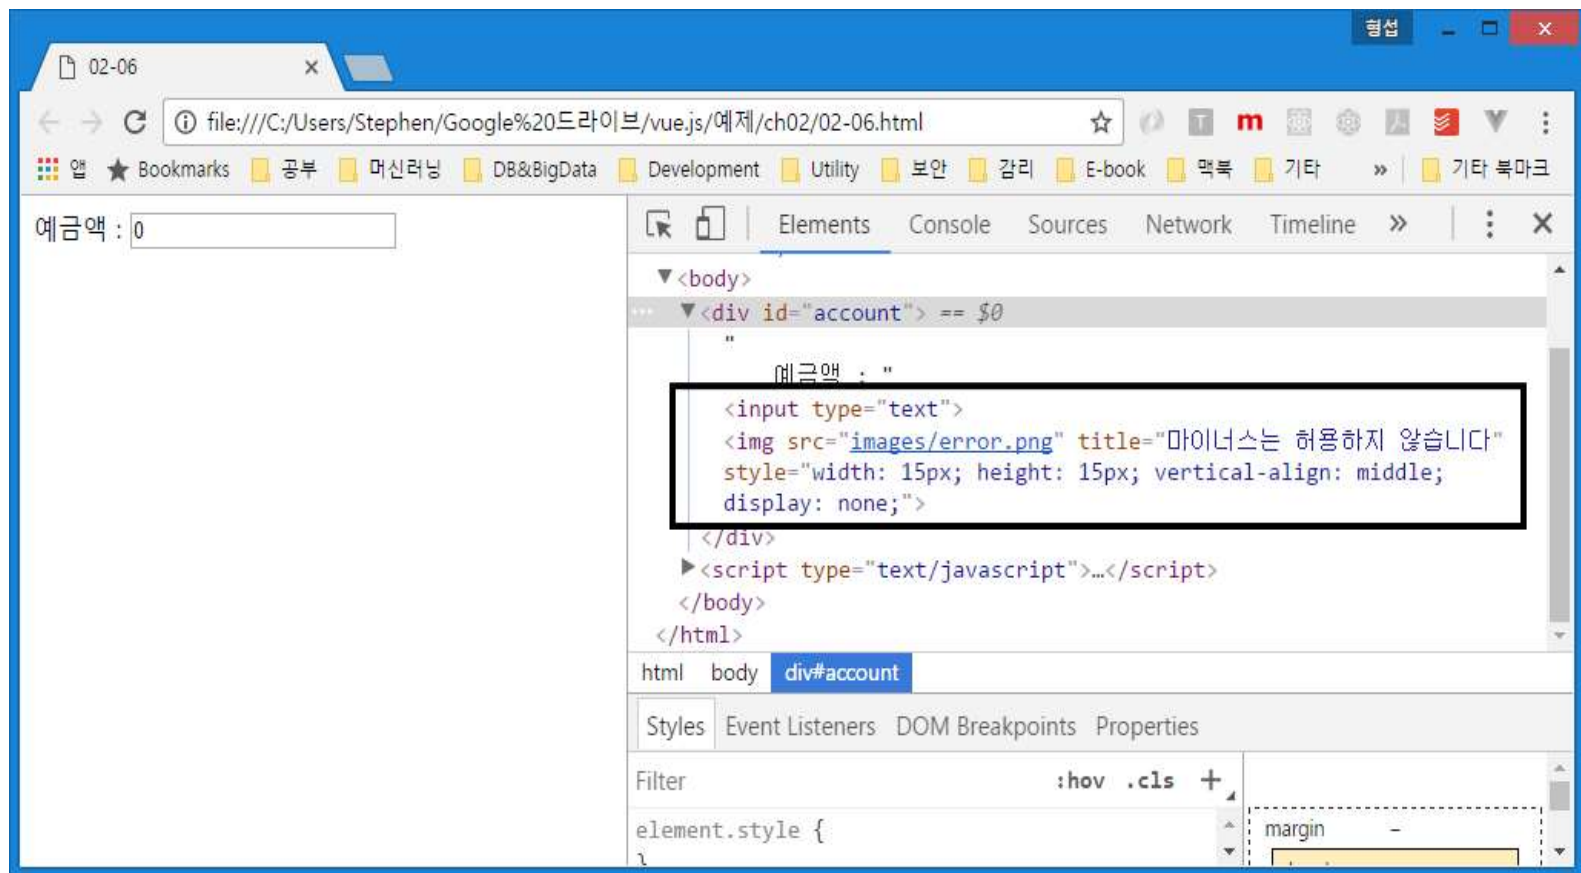 형섭
02-06
file:///C:/Users/Stephen/Google%20드라이브/vue.js/예제/ch02/02-06.html
앱 Bookmarks 공부 머신러닝 DB&BigData Development Utility 보안 감리 E-book 맥북 기타 » 기타 북마크
예금액 : 0
Elements Console Sources Network Timeline »
<body>
<div id="account"> == $0
"
예금액 : "
<input type="text">
<img src="images/error.png" title="마이너스는 허용하지 않습니다"
style="width: 15px; height: 15px; vertical-align: middle;
display: none;">
</div>
<script type="text/javascript">…</script>
</body>
</html>
html body div#account
Styles Event Listeners DOM Breakpoints Properties
Filter :hov .cls +
element.style {
}
margin -